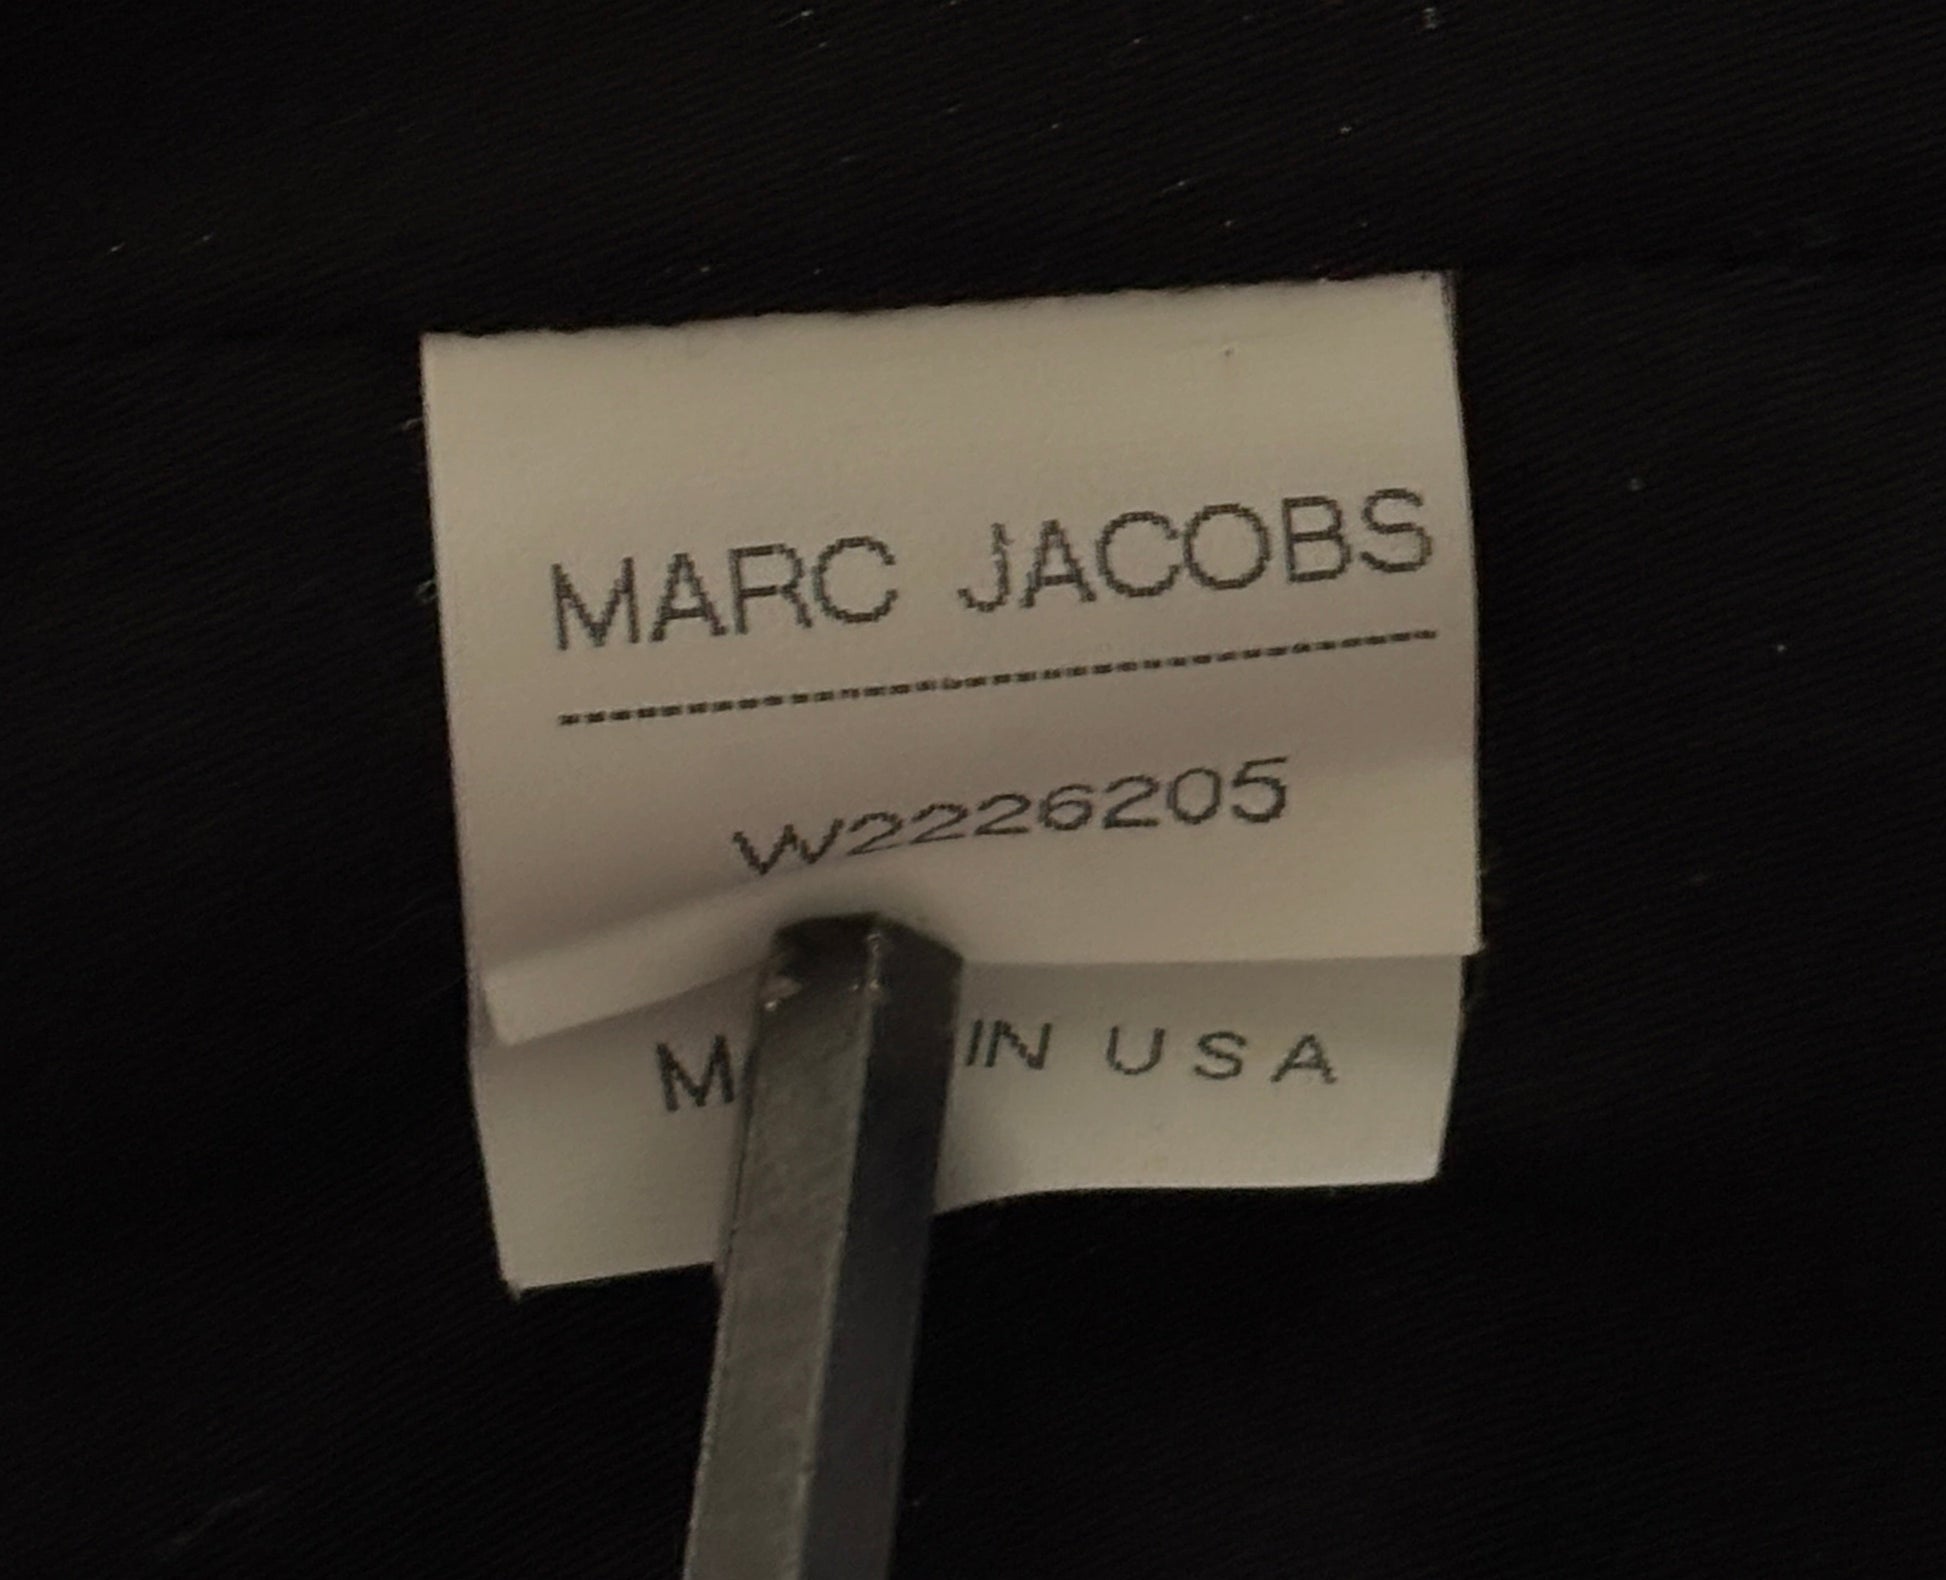 MARC JACOBS
W2226205
IN USA